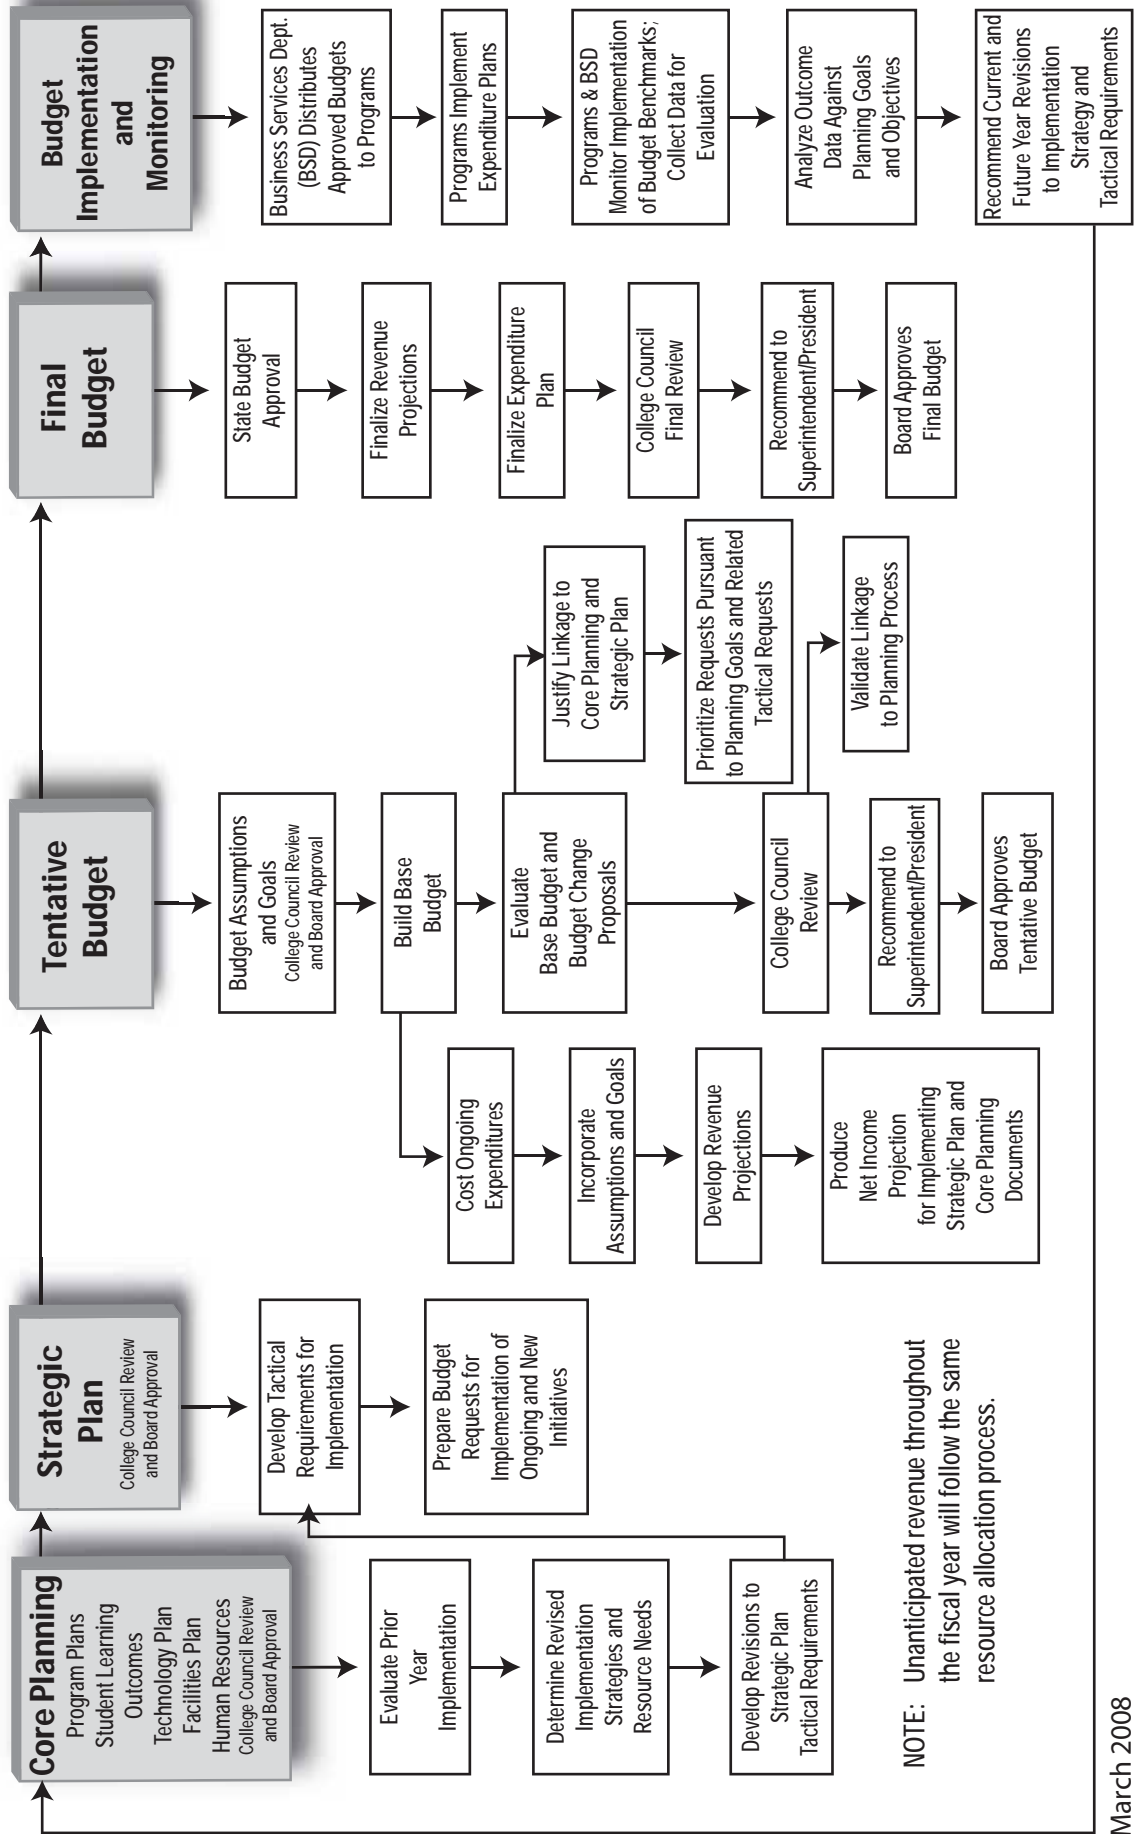 Core Planning
Program Plans
Student Learning
Outcomes
Technology Plan
Facilities Plan
Human Resources
College Council Review
and Board Approval
Evaluate Prior
Year
Implementation
Determine Revised
Implementation
Strategies and
Resource Needs
Develop Revisions to
Strategic Plan
Tactical Requirements
Strategic
Plan
College Council Review
and Board Approval
Develop Tactical
Requirements for
Implementation
Prepare Budget
Requests for
Implementation of
Ongoing and New
Initiatives
Tentative
Budget
Budget Assumptions
and Goals
College Council Review
and Board Approval
Build Base
Budget
Cost Ongoing
Expenditures
Incorporate
Assumptions and Goals
Develop Revenue
Projections
Produce
Net Income
Projection
for Implementing
Strategic Plan and
Core Planning
Documents
Evaluate
Base Budget and
Budget Change
Proposals
Justify Linkage to
Core Planning and
Strategic Plan
Prioritize Requests Pursuant
to Planning Goals and Related
Tactical Requests
College Council
Review
Validate Linkage
to Planning Process
Recommend to
Superintendent/President
Board Approves
Tentative Budget
Final
Budget
State Budget
Approval
Finalize Revenue
Projections
Finalize Expenditure
Plan
College Council
Final Review
Recommend to
Superintendent/President
Board Approves
Final Budget
Budget
Implementation
and
Monitoring
Business Services Dept.
(BSD) Distributes
Approved Budgets
to Programs
Programs Implement
Expenditure Plans
Programs & BSD
Monitor Implementation
of Budget Benchmarks;
Collect Data for
Evaluation
Analyze Outcome
Data Against
Planning Goals
and Objectives
Recommend Current and
Future Year Revisions
to Implementation
Strategy and
Tactical Requirements
NOTE: Unanticipated revenue throughout
the fiscal year will follow the same
resource allocation process.
March 2008